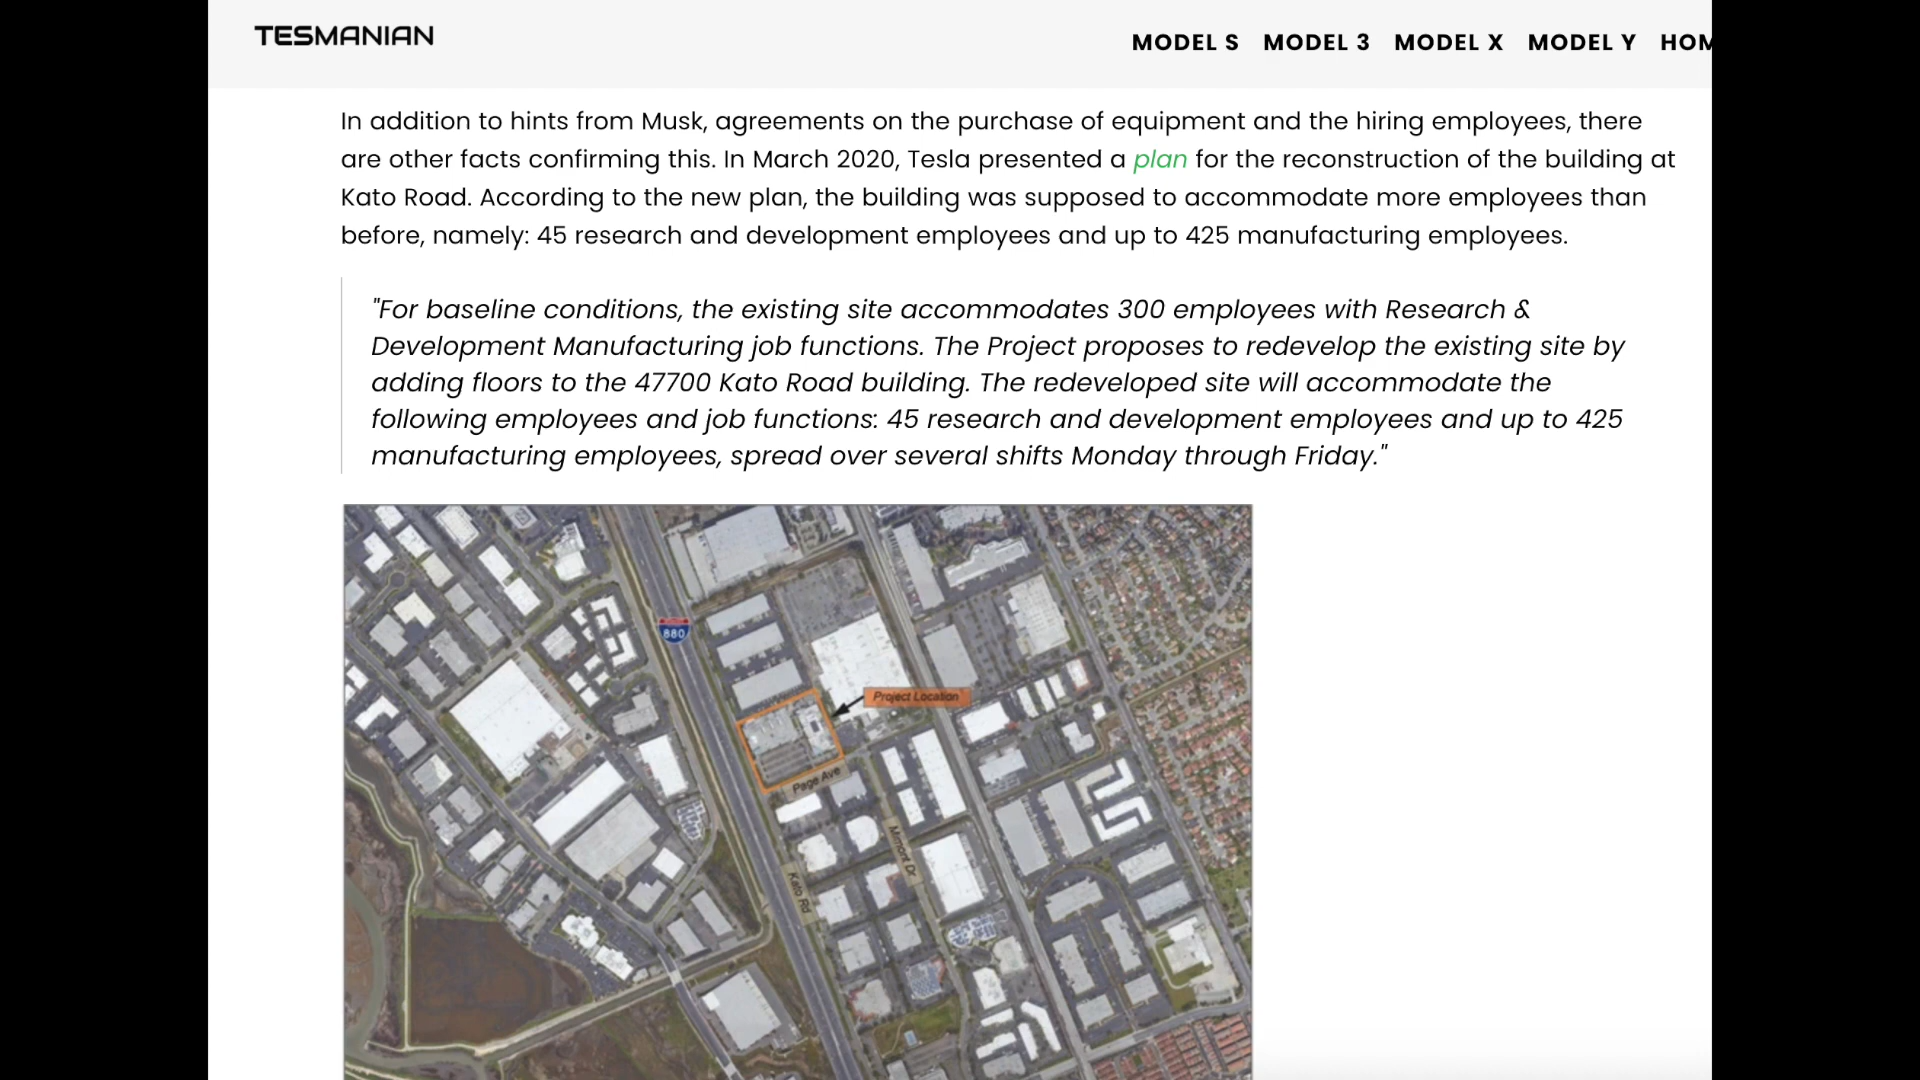 TESMANIAN
MODEL S MODEL 3 MODEL X MODEL Y HOM
In addition to hints from Musk, agreements on the purchase of equipment and the hiring employees, there
are other facts confirming this. In March 2020, Tesla presented a plan for the reconstruction of the building at
Kato Road. According to the new plan, the building was supposed to accommodate more employees than
before, namely: 45 research and development employees and up to 425 manufacturing employees.
"For baseline conditions, the existing site accommodates 300 employees with Research &
Development Manufacturing job functions. The Project proposes to redevelop the existing site by
adding floors to the 47700 Kato Road building. The redeveloped site will accommodate the
following employees and job functions: 45 research and development employees and up to 425
manufacturing employees, spread over several shifts Monday through Friday."
880
Project Location
Page Ave
Milmont Dr
Kato Rd